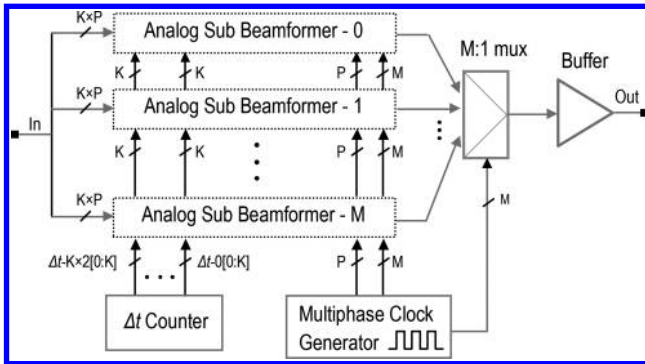 K×P
Analog Sub Beamformer - 0
K
K
P
M
M:1 mux
Buffer
K×P
Analog Sub Beamformer - 1
In
Out
K
K
P
M
K×P
Analog Sub Beamformer - M
M
Δt-K×2[0:K]
Δt-0[0:K]
P
M
Δt Counter
Multiphase Clock
Generator